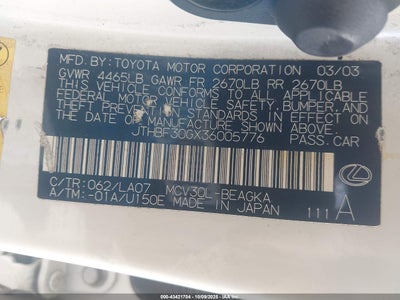 MFD. BY: TOYOTA MOTOR CORPORATION 03/03
GVWR 4465LB GAWR FR 2670LB RR 2670LB
THIS VEHICLE CONFORMS TO ALL APPLICABLE
FEDERAL MOTOR VEHICLE SAFETY, BUMPER, AND
THEFT PREVENTION STANDARDS IN EFFECT ON
THE DATE OF MANUFACTURE SHOWN ABOVE.
JTHBF30GX36005776 PASS.CAR
C/TR:062/LA07 MCV30L-BEAGKA
A/TM:-01A/U150E MADE IN JAPAN 111 A
000-43421784 - 10/09/2025 - IAAI.COM